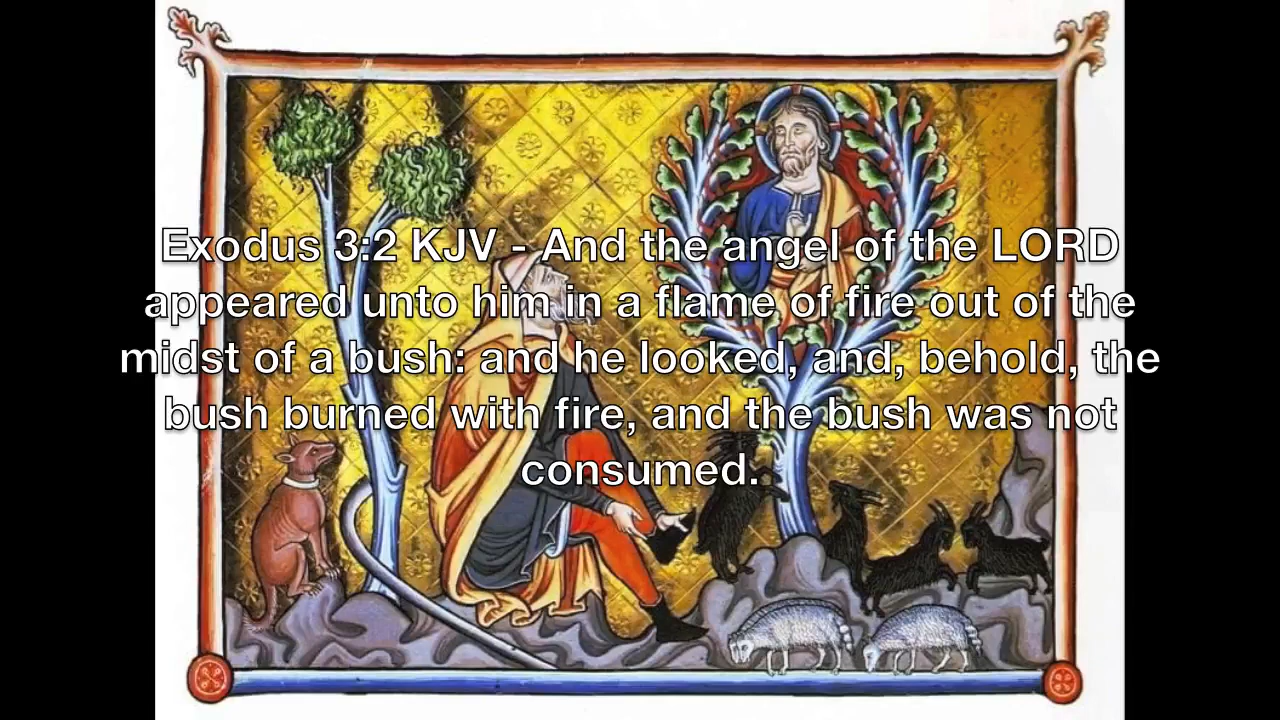 Exodus 3:2 KJV - And the angel of the LORD
appeared unto him in a flame of fire out of the
midst of a bush: and he looked, and, behold, the
bush burned with fire, and the bush was not
consumed.